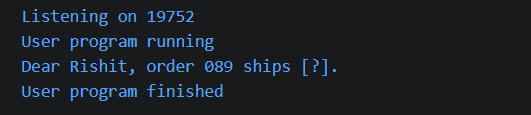 Listening on 19752
User program running
Dear Rishit, order 089 ships [?].
User program finished